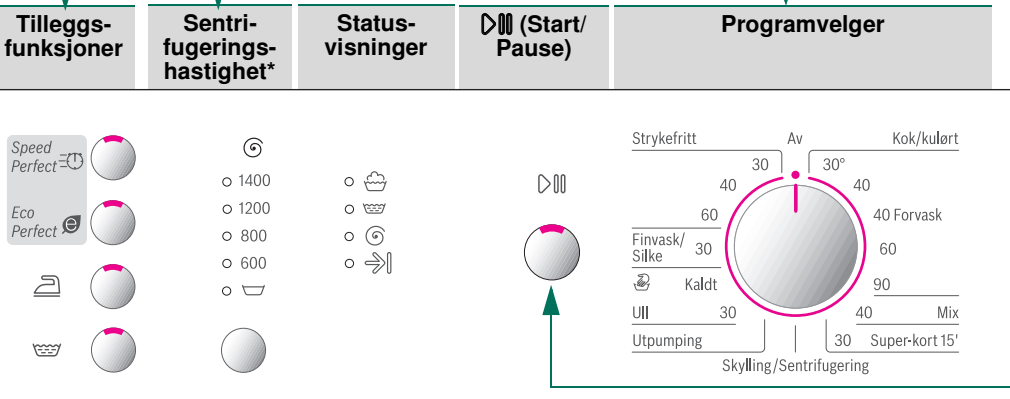 Tilleggs-
funksjoner
Sentri-
fugerings-
hastighet*
Status-
visninger
(Start/
Pause)
Programvelger
Speed
Perfect
Eco
Perfect
e
1400
1200
800
600
Strykefritt
Av
Kok/kulørt
30
30°
40
40
60
40 Forvask
Finvask/
Silke
30
60
Kaldt
90
Ull
30
40
Mix
Utpumping
30
Super-kort 15'
Skylling/Sentrifugering